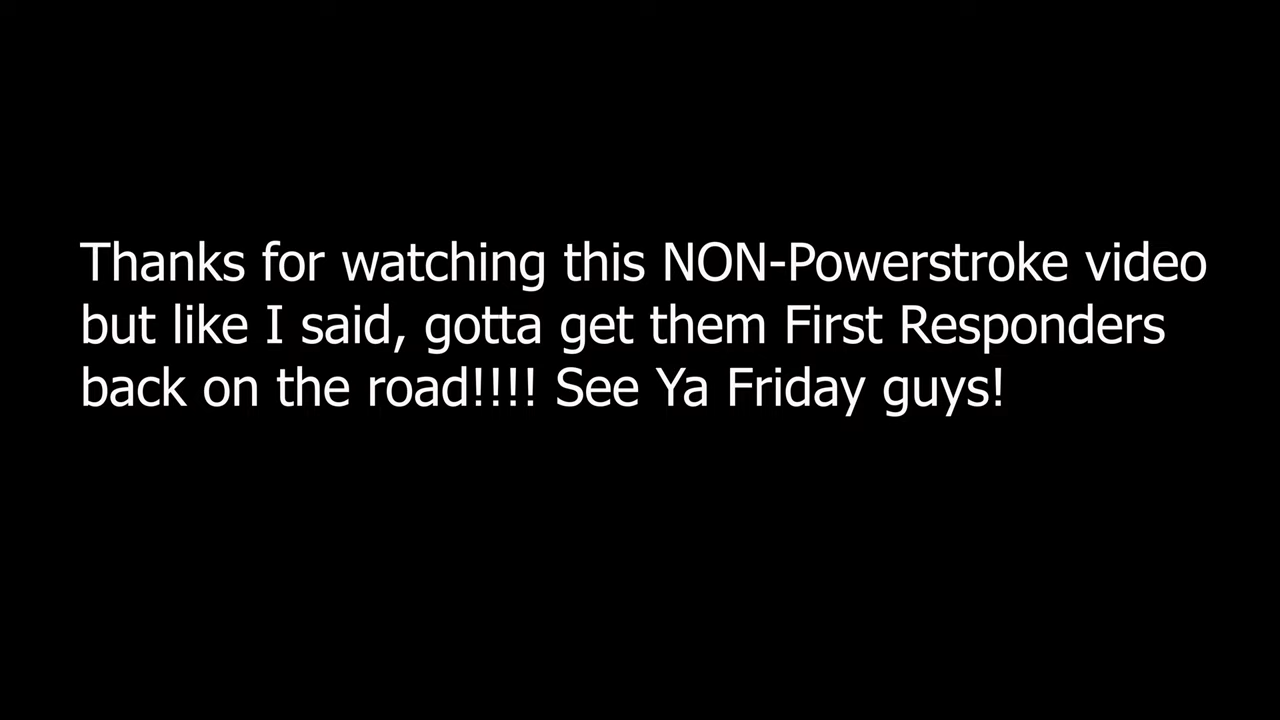 Thanks for watching this NON-Powerstroke video
but like I said, gotta get them First Responders
back on the road!!!! See Ya Friday guys!